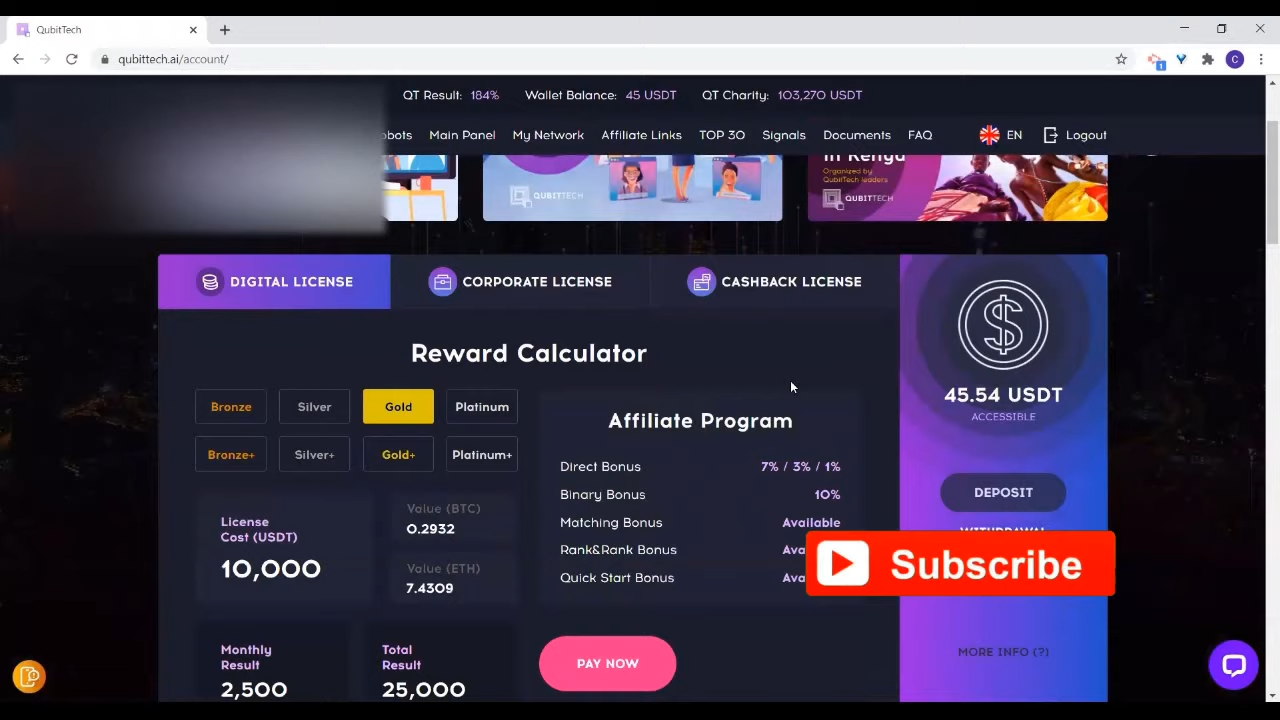 QubitTech
qubittech.ai/account/
1
C
QT Result: 184% Wallet Balance: 45 USDT QT Charity: 103,270 USDT
Main Panel My Network Affiliate Links TOP 30 Signals Documents FAQ EN Logout
in Kenya
Organized by
QubitTech leaders
QUBITTECH QUBITTECH
DIGITAL LICENSE CORPORATE LICENSE CASHBACK LICENSE
Reward Calculator
Bronze Silver Gold Platinum
Bronze+ Silver+ Gold+ Platinum+
License
Cost (USDT)
10,000
Value (BTC)
0.2932
Value (ETH)
7.4309
Monthly
Result
2,500
Total
Result
25,000
Affiliate Program
Direct Bonus 7% / 3% / 1%
Binary Bonus 10%
Matching Bonus Available
Rank&Rank Bonus
Quick Start Bonus
PAY NOW
45.54 USDT
ACCESSIBLE
DEPOSIT
Subscribe
MORE INFO (?)